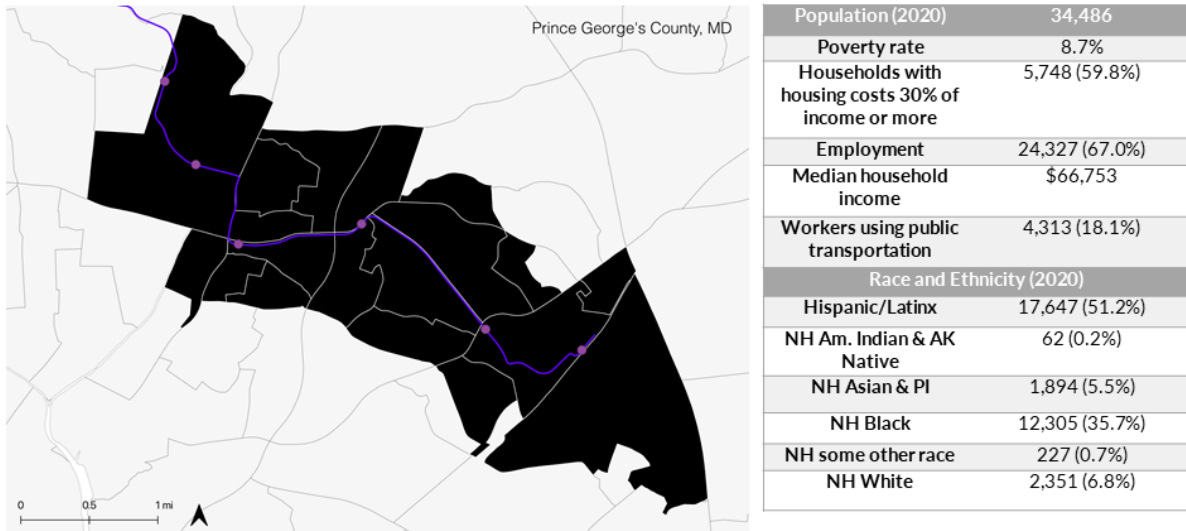 Prince George's County, MD
0 0.5 1 mi
Population (2020) 34,486
Poverty rate 8.7%
Households with 5,748 (59.8%)
housing costs 30% of
income or more
Employment 24,327 (67.0%)
Median household $66,753
income
Workers using public 4,313 (18.1%)
transportation
Race and Ethnicity (2020)
Hispanic/Latinx 17,647 (51.2%)
NH Am. Indian & AK 62 (0.2%)
Native
NH Asian & PI 1,894 (5.5%)
NH Black 12,305 (35.7%)
NH some other race 227 (0.7%)
NH White 2,351 (6.8%)